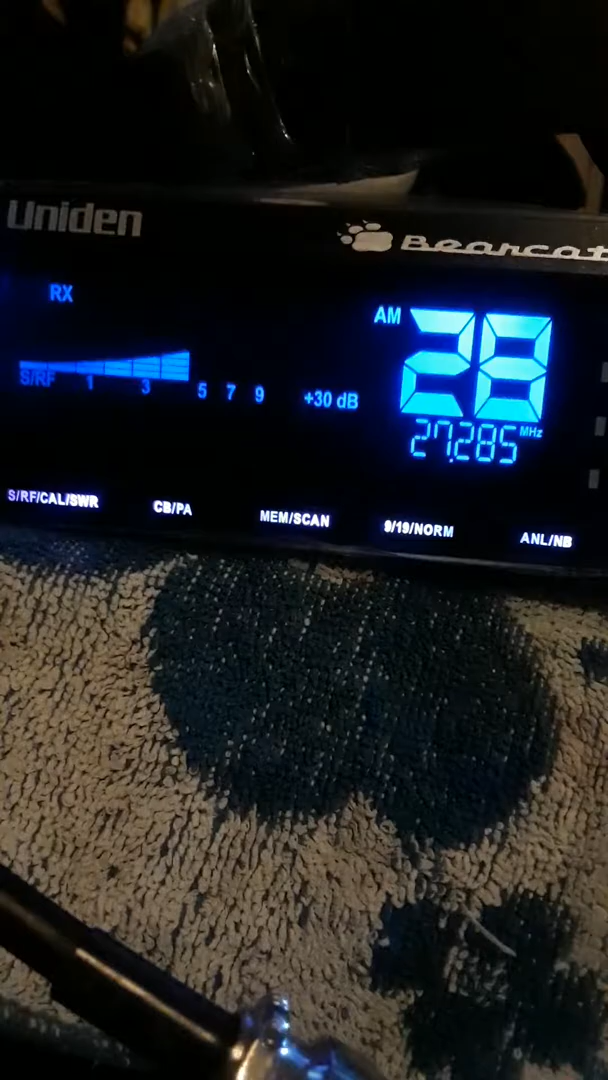 Uniden
Bearcat
RX
AM
28
S/RF 1 3 5 7 9 +30 dB
27.285 MHz
S/RF/CAL/SWR CB/PA MEM/SCAN 9/19/NORM ANL/NB